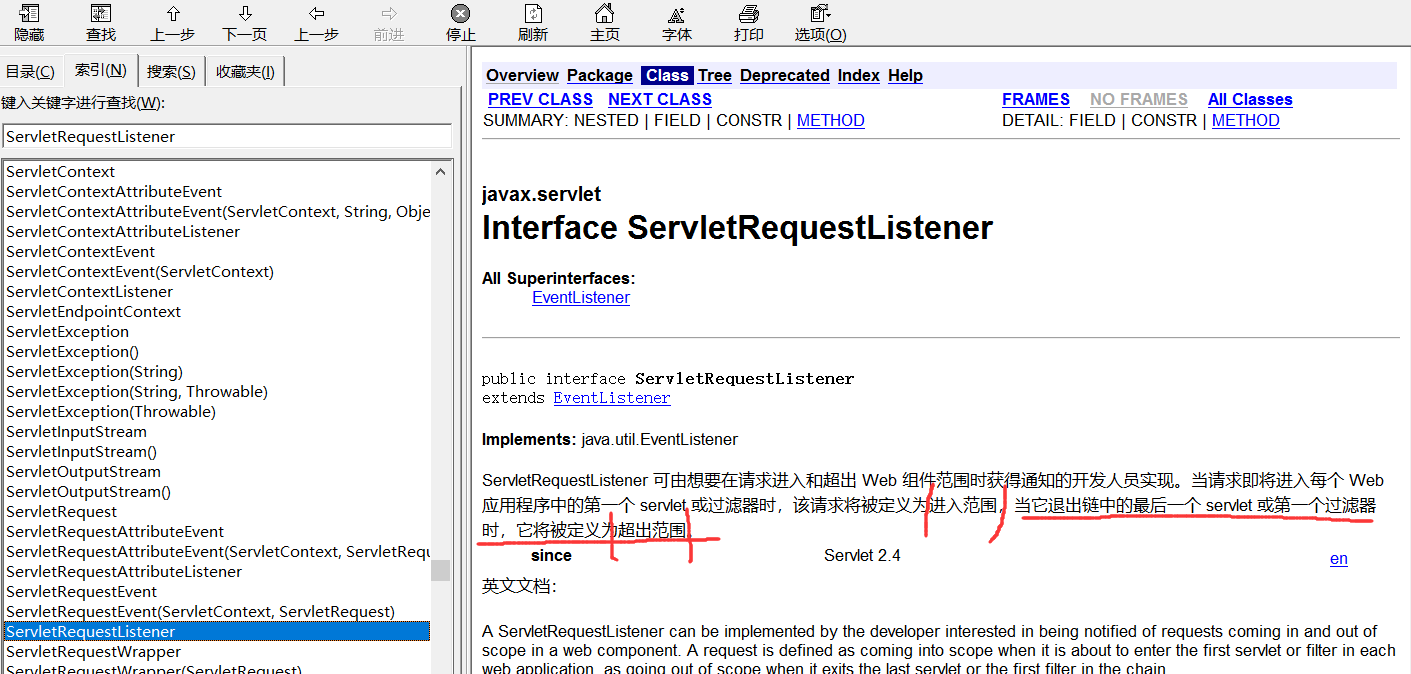 隐藏 查找 上一步 下一页 上一步 前进 停止 刷新 主页 字体 打印 选项(O)
目录(C) 索引(N) 搜索(S) 收藏夹(I)
键入关键字进行查找(W):
ServletRequestListener
ServletContext
ServletContextAttributeEvent
ServletContextAttributeEvent(ServletContext, String, Obje
ServletContextAttributeListener
ServletContextEvent
ServletContextEvent(ServletContext)
ServletContextListener
ServletEndpointContext
ServletException
ServletException()
ServletException(String)
ServletException(String, Throwable)
ServletException(Throwable)
ServletInputStream
ServletInputStream()
ServletOutputStream
ServletOutputStream()
ServletRequest
ServletRequestAttributeEvent
ServletRequestAttributeEvent(ServletContext, ServletRequ
ServletRequestAttributeListener
ServletRequestEvent
ServletRequestEvent(ServletContext, ServletRequest)
ServletRequestListener
ServletRequestWrapper
ServletRequestWrapper(ServletRequest)
Overview Package Class Tree Deprecated Index Help
PREV CLASS NEXT CLASS FRAMES NO FRAMES All Classes
SUMMARY: NESTED | FIELD | CONSTR | METHOD DETAIL: FIELD | CONSTR | METHOD
javax.servlet
Interface ServletRequestListener
All Superinterfaces:
EventListener
public interface ServletRequestListener
extends EventListener
Implements: java.util.EventListener
ServletRequestListener 可由想要在请求进入和超出 Web 组件范围时获得通知的开发人员实现。当请求即将进入每个 Web
应用程序中的第一个 servlet 或过滤器时，该请求将被定义为进入范围，当它退出链中的最后一个 servlet 或第一个过滤器
时，它将被定义为超出范围。
since Servlet 2.4 en
英文文档：
A ServletRequestListener can be implemented by the developer interested in being notified of requests coming in and out of
scope in a web component. A request is defined as coming into scope when it is about to enter the first servlet or filter in each
web application, as going out of scope when it exits the last servlet or the first filter in the chain.